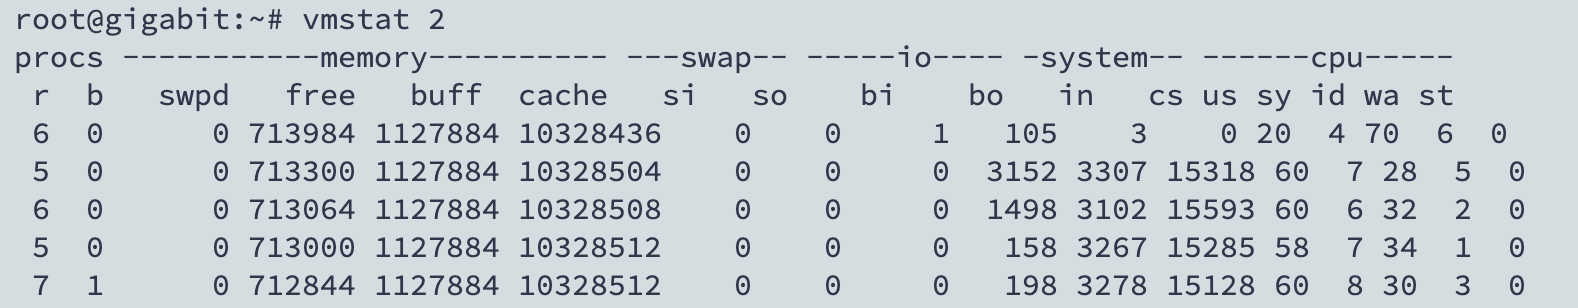 root@gigabit:~# vmstat 2
procs -----------memory---------- ---swap-- -----io---- -system-- ------cpu-----
 r  b   swpd   free   buff  cache   si   so    bi    bo   in   cs us sy id wa st
 6  0      0 713984 1127884 10328436    0    0     1   105    3    0 20  4 70  6  0
 5  0      0 713300 1127884 10328504    0    0     0  3152 3307 15318 60  7 28  5  0
 6  0      0 713064 1127884 10328508    0    0     0  1498 3102 15593 60  6 32  2  0
 5  0      0 713000 1127884 10328512    0    0     0   158 3267 15285 58  7 34  1  0
 7  1      0 712844 1127884 10328512    0    0     0   198 3278 15128 60  8 30  3  0